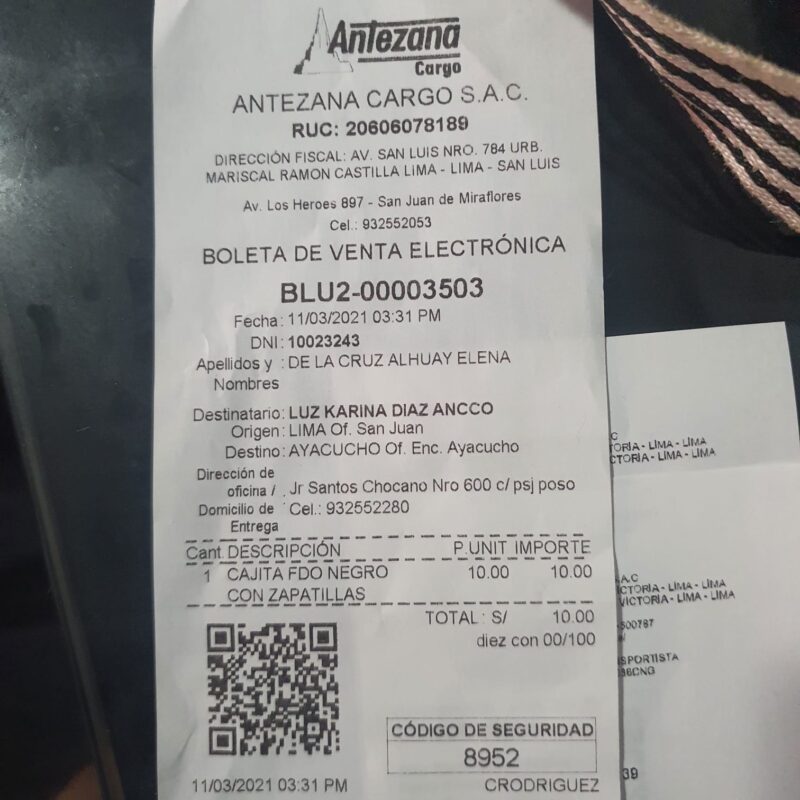 Antezana
Cargo
ANTEZANA CARGO S.A.C.
RUC: 20606078189
DIRECCIÓN FISCAL: AV. SAN LUIS NRO. 784 URB.
MARISCAL RAMON CASTILLA LIMA - LIMA - SAN LUIS
Av. Los Heroes 897 - San Juan de Miraflores
Cel.: 932552053
BOLETA DE VENTA ELECTRÓNICA
BLU2-00003503
Fecha: 11/03/2021 03:31 PM
DNI: 10023243
Apellidos y : DE LA CRUZ ALHUAY ELENA
Nombres
Destinatario: LUZ KARINA DIAZ ANCCO
Origen: LIMA Of. San Juan
Destino: AYACUCHO Of. Enc. Ayacucho
Dirección de
oficina / : Jr Santos Chocano Nro 600 c/ psj poso
Domicilio de Cel.: 932552280
Entrega
Cant DESCRIPCIÓN P.UNIT IMPORTE
1 CAJITA FDO NEGRO 10.00 10.00
CON ZAPATILLAS
TOTAL : S/ 10.00
diez con 00/100
CÓDIGO DE SEGURIDAD
8952
11/03/2021 03:31 PM CRODRIGUEZ
C
TORIA - LIMA - LIMA
CTORIA - LIMA - LIMA
A.C
ICTORIA - LIMA - LIMA
VICTORIA - LIMA - LIMA
500787
SPORTISTA
39